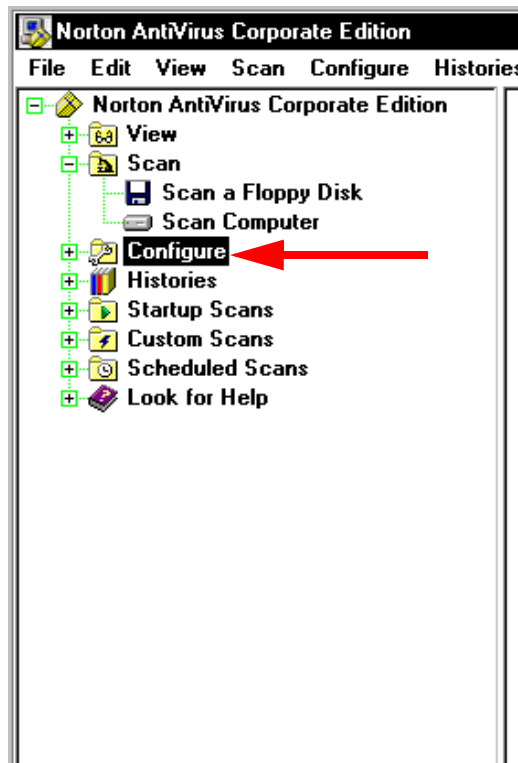 Norton AntiVirus Corporate Edition
File Edit View Scan Configure Histories
Norton AntiVirus Corporate Edition
View
Scan
Scan a Floppy Disk
Scan Computer
Configure
Histories
Startup Scans
Custom Scans
Scheduled Scans
Look for Help